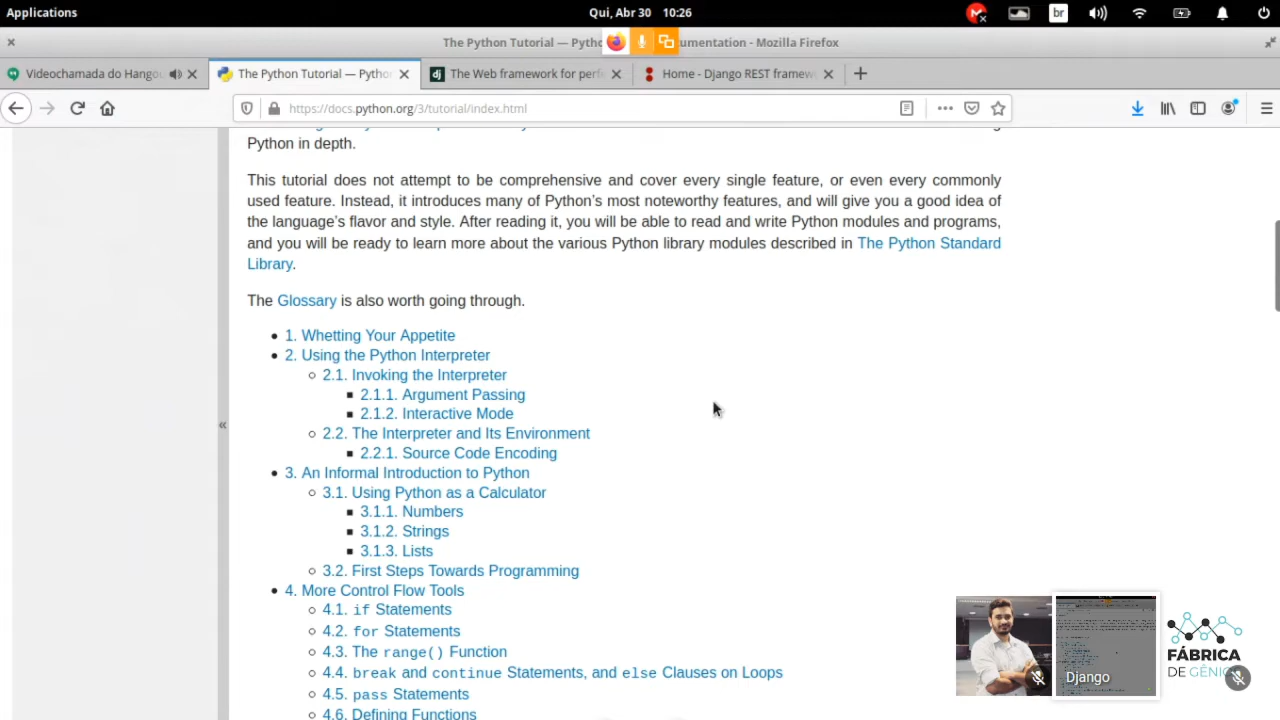 Applications
Qui, Abr 30 10:26
br
The Python Tutorial — Pytho
umentation - Mozilla Firefox
Videochamada do Hangou
The Python Tutorial — Pytho
The Web framework for perf
Home - Django REST framew
https://docs.python.org/3/tutorial/index.html
Python in depth.
This tutorial does not attempt to be comprehensive and cover every single feature, or even every commonly
used feature. Instead, it introduces many of Python’s most noteworthy features, and will give you a good idea of
the language’s flavor and style. After reading it, you will be able to read and write Python modules and programs,
and you will be ready to learn more about the various Python library modules described in The Python Standard
Library.
The Glossary is also worth going through.
1. Whetting Your Appetite
2. Using the Python Interpreter
2.1. Invoking the Interpreter
2.1.1. Argument Passing
2.1.2. Interactive Mode
2.2. The Interpreter and Its Environment
«
2.2.1. Source Code Encoding
3. An Informal Introduction to Python
3.1. Using Python as a Calculator
3.1.1. Numbers
3.1.2. Strings
3.1.3. Lists
3.2. First Steps Towards Programming
4. More Control Flow Tools
4.1. if Statements
4.2. for Statements
4.3. The range() Function
4.4. break and continue Statements, and else Clauses on Loops
4.5. pass Statements
4.6. Defining Functions
Django
FÁBRICA
DE GÊNIO